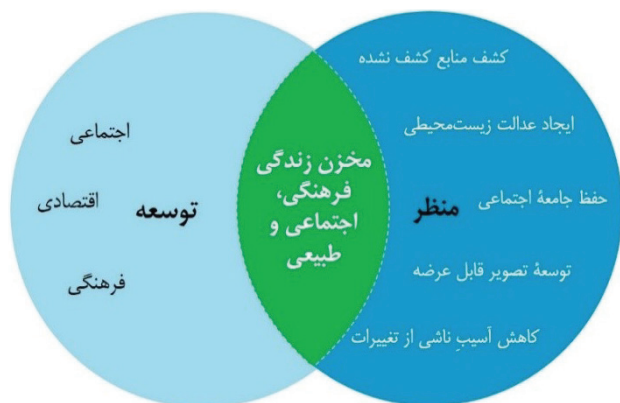 کشف منابع کشف نشده
ایجاد عدالت زیست‌محیطی
منظر
حفظ جامعهٔ اجتماعی
توسعهٔ تصویر قابل عرضه
کاهش آسیبِ ناشی از تغییرات
مخزن زندگی
فرهنگی،
اجتماعی و
طبیعی
توسعه
اجتماعی
اقتصادی
فرهنگی